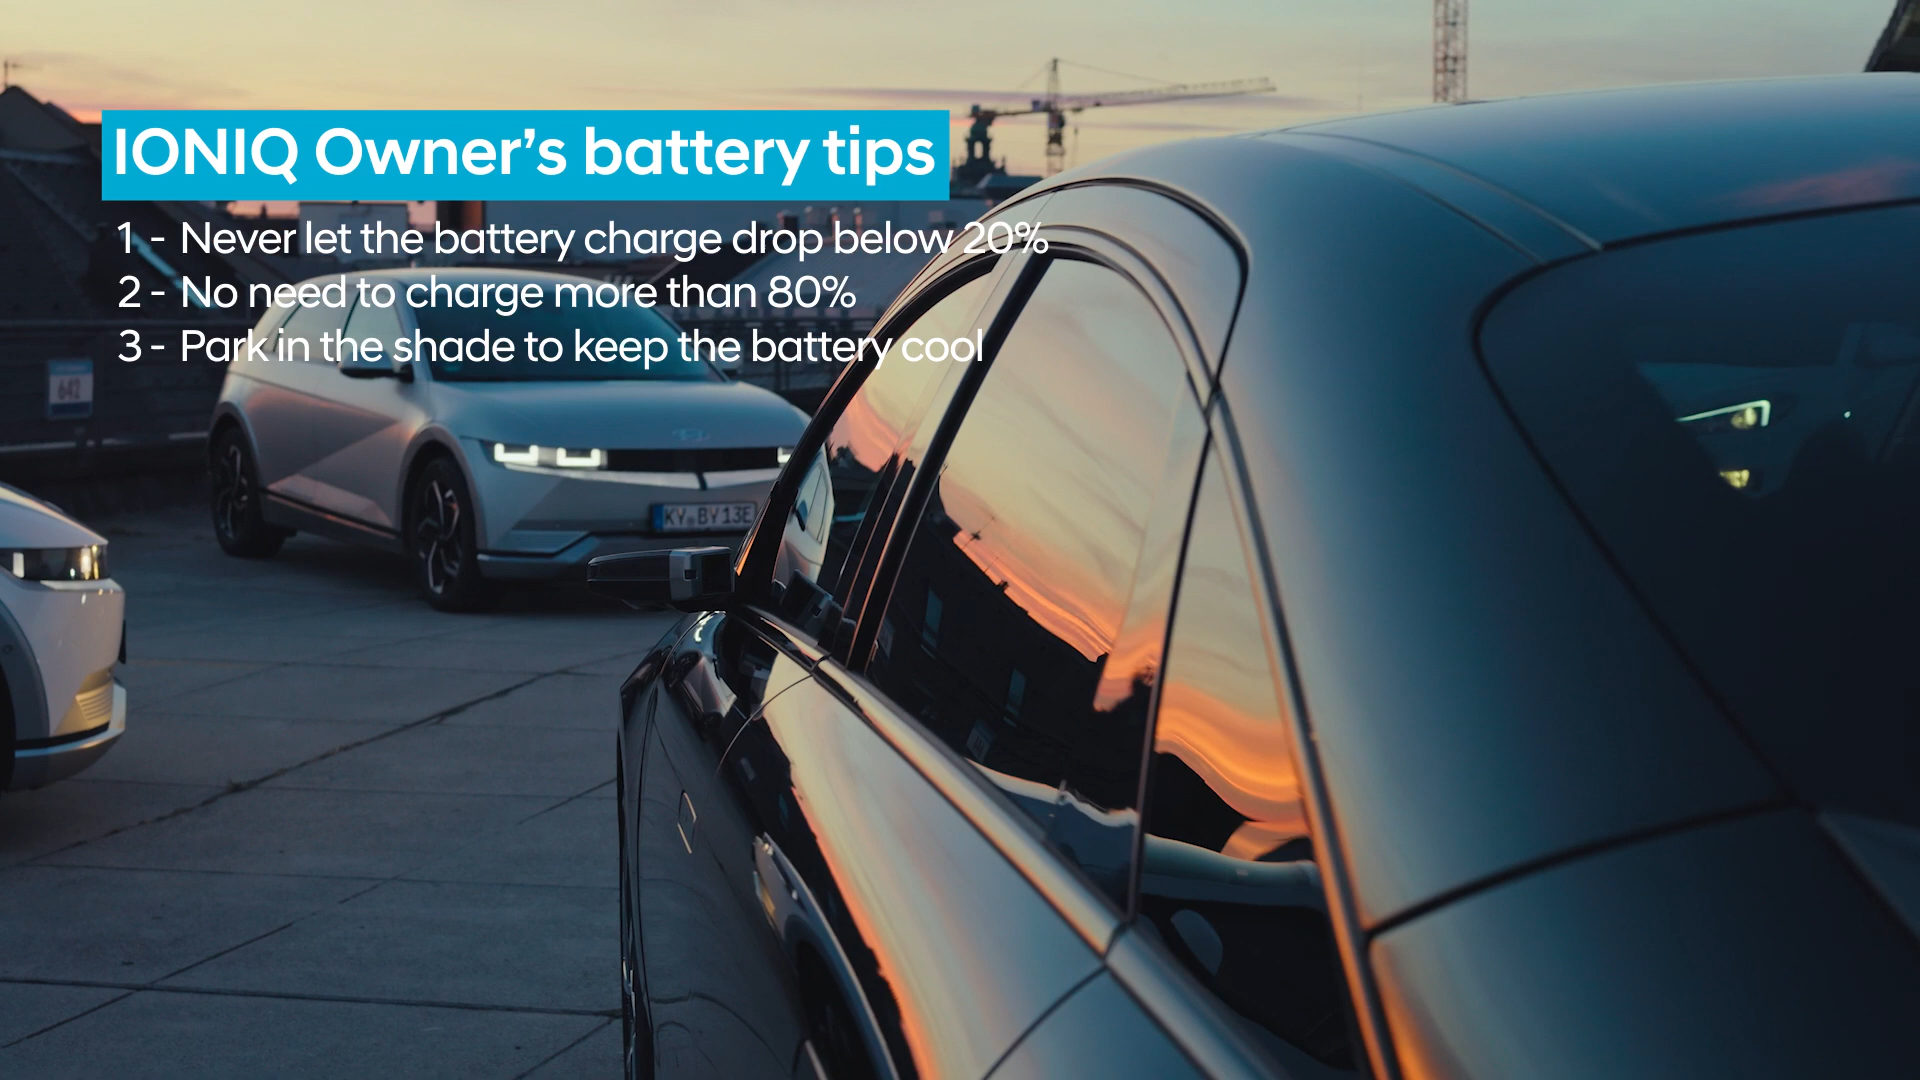 IONIQ Owner’s battery tips
1 - Never let the battery charge drop below 20%
2 - No need to charge more than 80%
3 - Park in the shade to keep the battery cool
642
KY BY13E